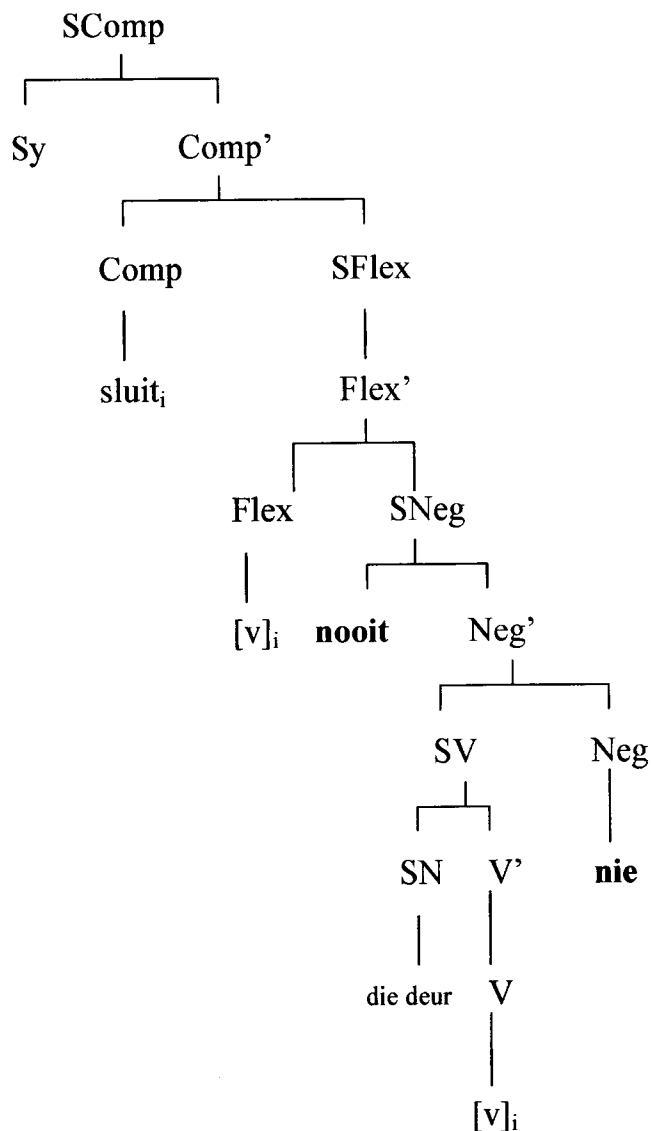 SComp
Sy Comp’
Comp SFlex
sluitᵢ Flex’
Flex SNeg
[v]ᵢ nooit Neg’
SV Neg
SN V’ nie
die deur V
[v]ᵢ